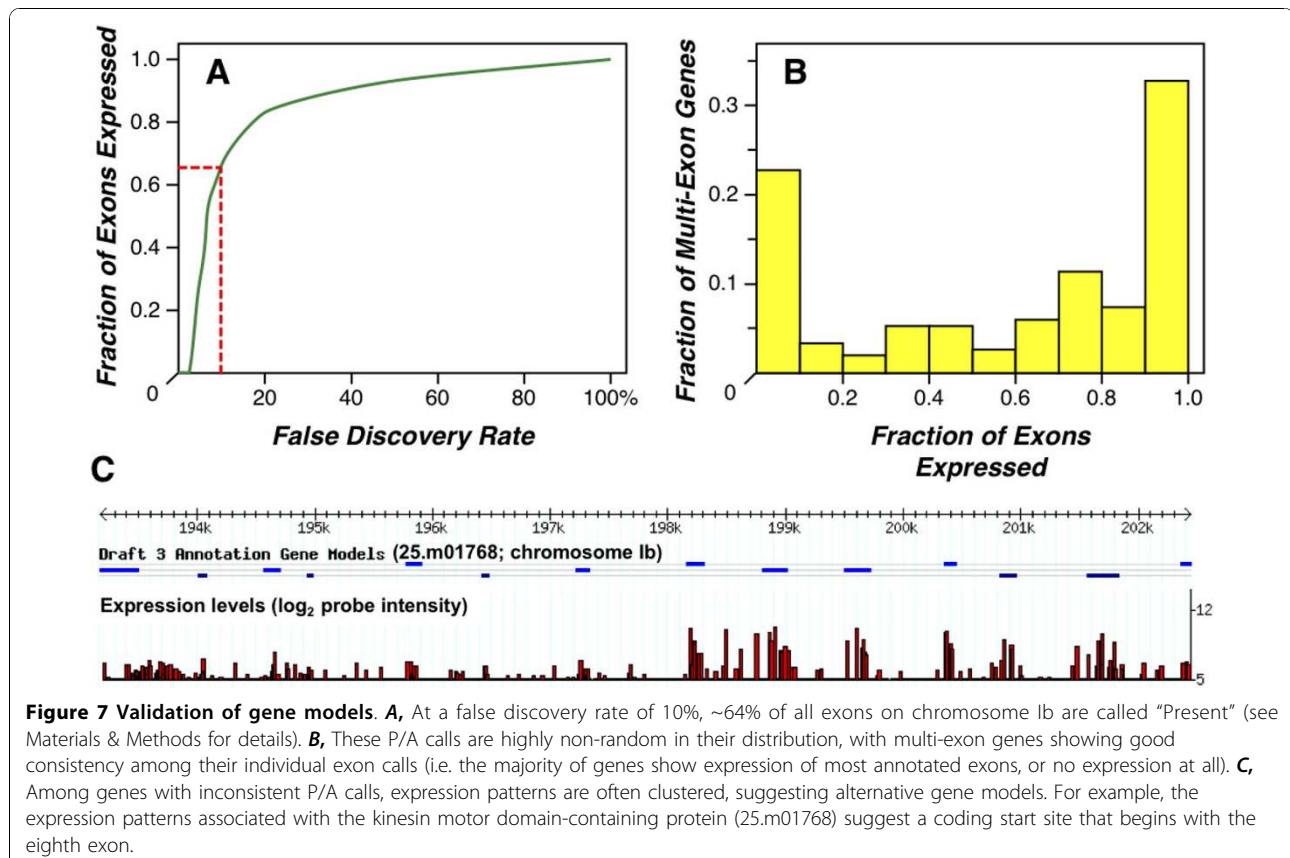 A
Fraction of Exons Expressed
1.0
0.8
0.6
0.4
0.2
0
20
40
60
80
100%
False Discovery Rate
B
Fraction of Multi-Exon Genes
0.3
0.2
0.1
0
0.2
0.4
0.6
0.8
1.0
Fraction of Exons
Expressed
C
194k 195k 196k 197k 198k 199k 200k 201k 202k
Draft 3 Annotation Gene Models (25.m01768; chromosome Ib)
Expression levels (log₂ probe intensity)
12
5
Figure 7 Validation of gene models. A, At a false discovery rate of 10%, ~64% of all exons on chromosome Ib are called “Present” (see
Materials & Methods for details). B, These P/A calls are highly non-random in their distribution, with multi-exon genes showing good
consistency among their individual exon calls (i.e. the majority of genes show expression of most annotated exons, or no expression at all). C,
Among genes with inconsistent P/A calls, expression patterns are often clustered, suggesting alternative gene models. For example, the
expression patterns associated with the kinesin motor domain-containing protein (25.m01768) suggest a coding start site that begins with the
eighth exon.